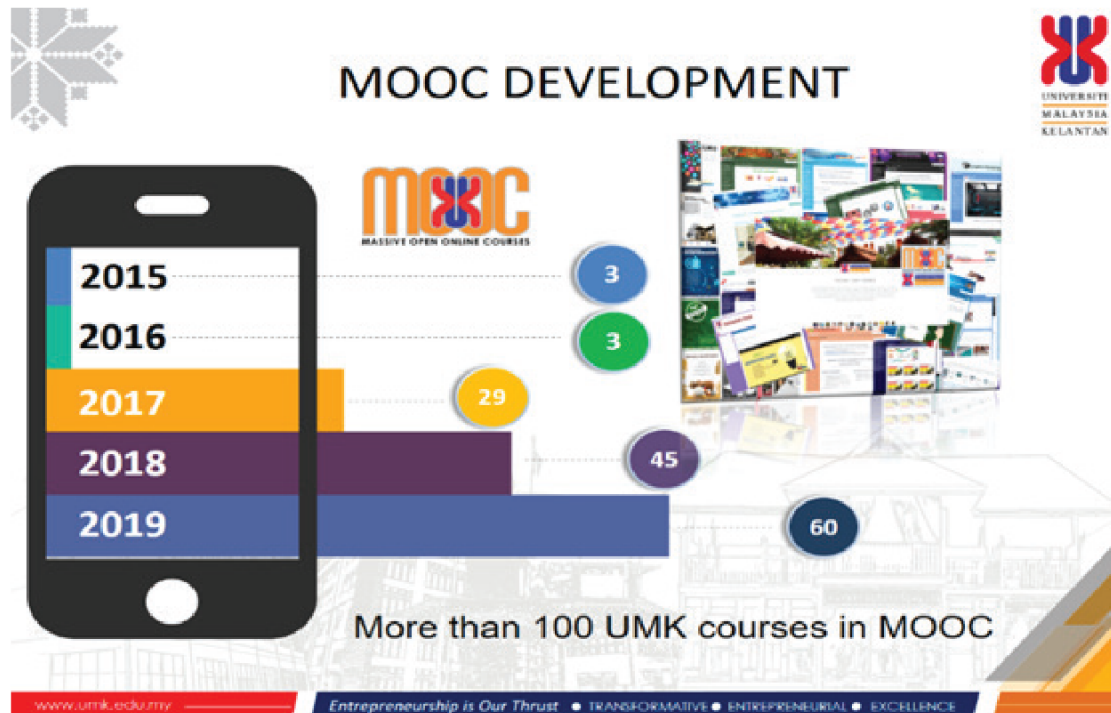 MOOC DEVELOPMENT
UNIVERSITI
MALAYSIA
KELANTAN
MOOC
MASSIVE OPEN ONLINE COURSES
2015 3
2016 3
2017 29
2018 45
2019 60
More than 100 UMK courses in MOOC
www.umk.edu.my
Entrepreneurship is Our Thrust ● TRANSFORMATIVE ● ENTREPRENEURIAL ● EXCELLENCE